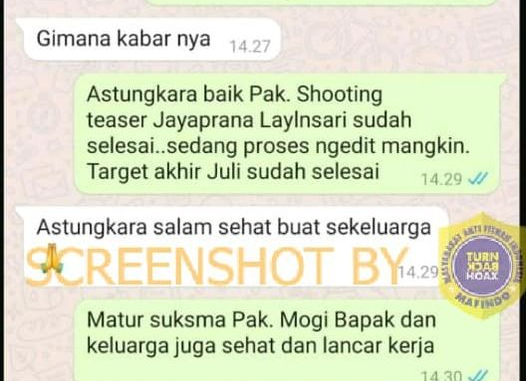 Gimana kabar nya 14.27
Astungkara baik Pak. Shooting
teaser Jayaprana LayInsari sudah
selesai..sedang proses ngedit mangkin.
Target akhir Juli sudah selesai 14.29
Astungkara salam sehat buat sekeluarga
🙏 14.29
SCREENSHOT BY
MASYARAKAT ANTI FITNAH INDONESIA
TURN
BACK
HOAX
MAFINDO
Matur suksma Pak. Mogi Bapak dan
keluarga juga sehat dan lancar kerja
14.30